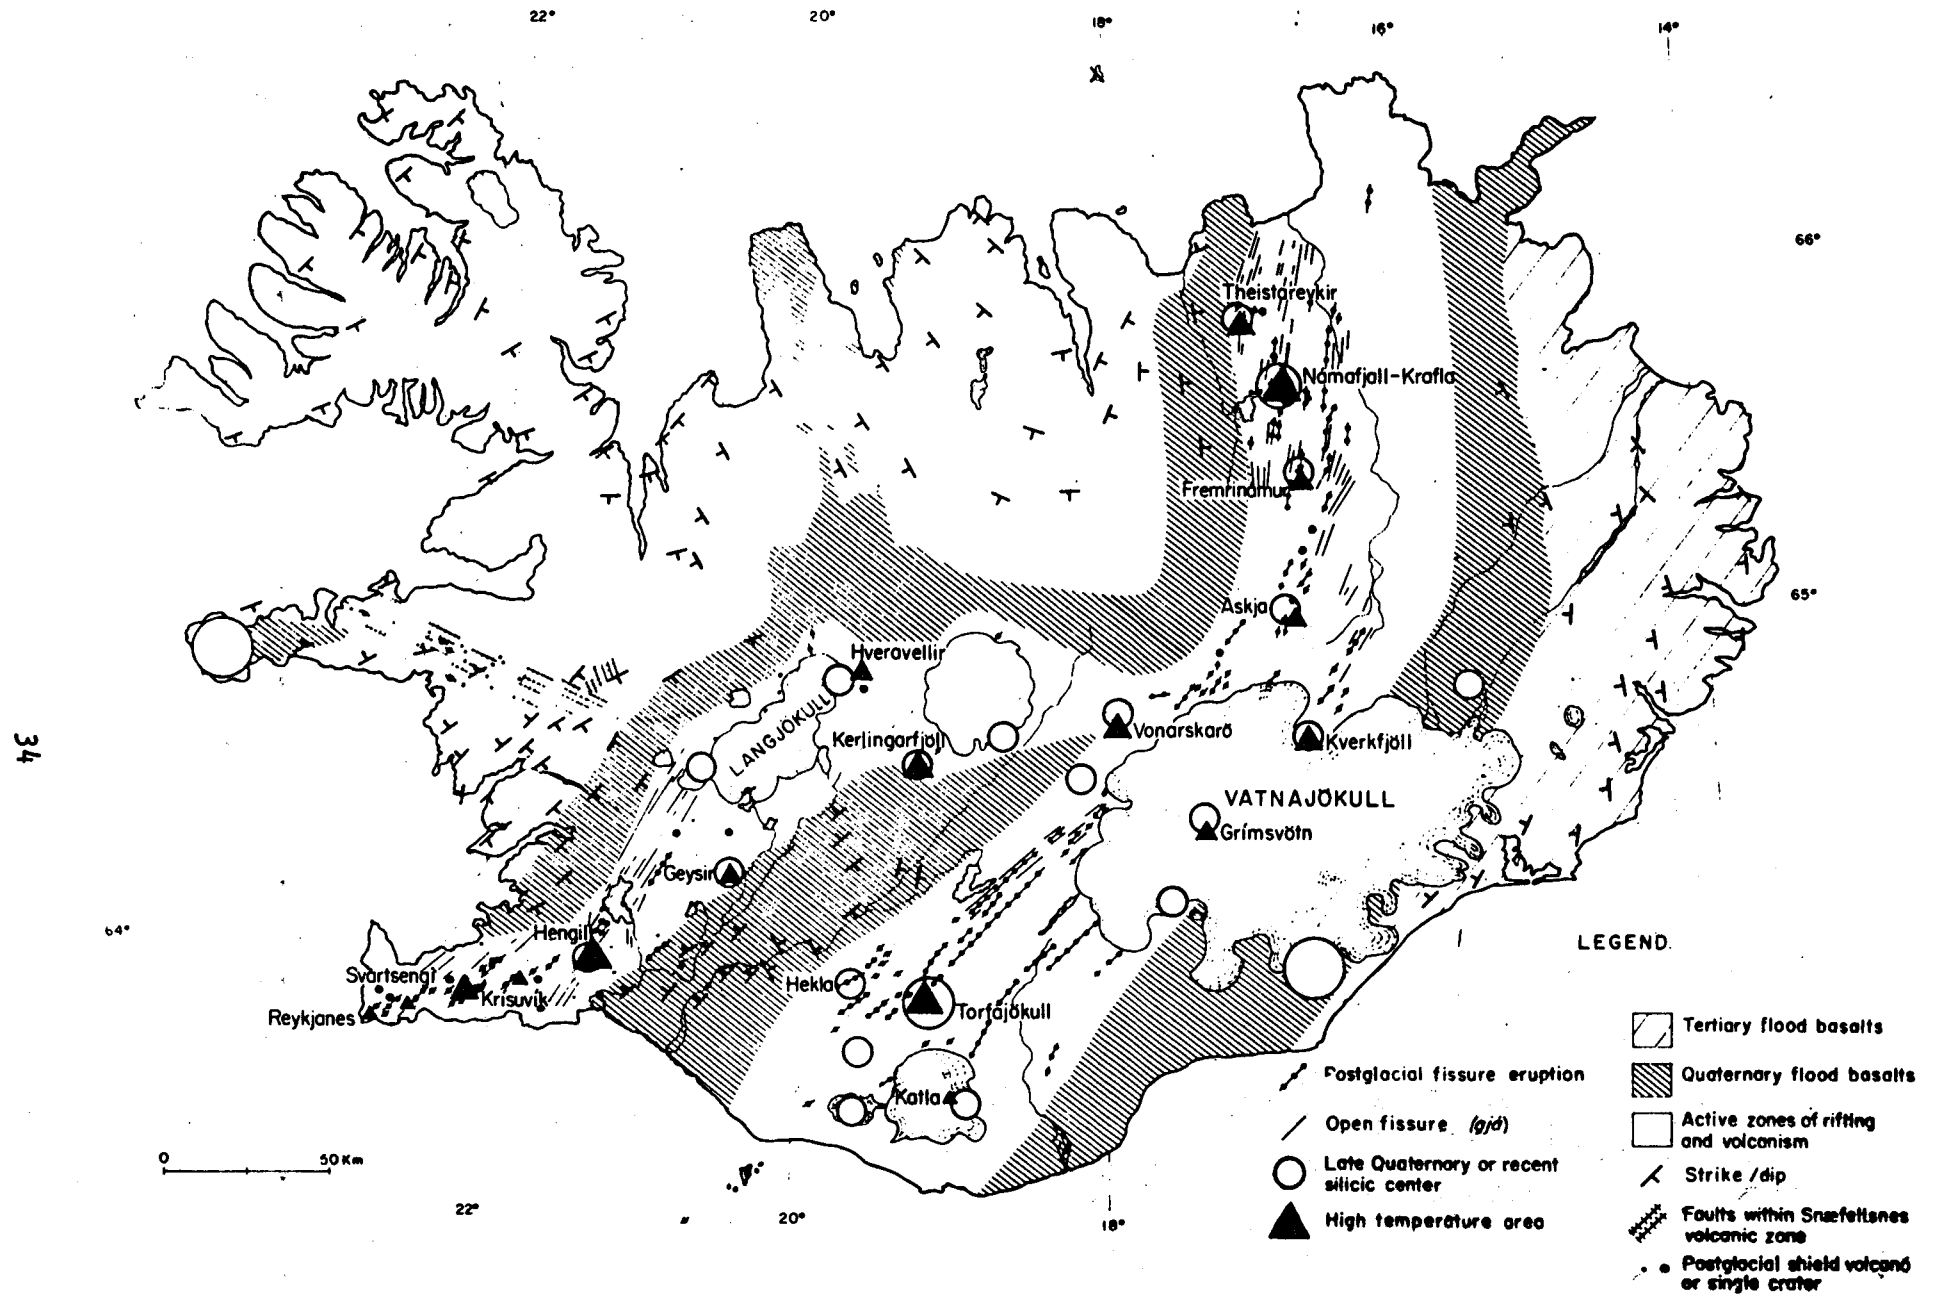 22° 20° 18° 16° 14°
66°
Theistareykir
Námafjall-Krafla
Fremrinámur
65°
Askja
Hveravellir
LANGJÖKULL
Kerlingarfjöll
Vonarskarð
Kverkfjöll
34
VATNAJÖKULL
Grímsvötn
Geysir
64°
Hengill
LEGEND
Svartsengi
Krisuvík
Hekla
Reykjanes
Torfajökull
Katla
Tertiary flood basalts
Postglacial fissure eruption
Quaternary flood basalts
Open fissure (gjá)
Active zones of rifting
and volcanism
Late Quaternary or recent
silicic center
Strike/dip
High temperature area
Faults within Snæfellsnes
volcanic zone
Postglacial shield volcano
or single crater
0 50 Km
22° 20° 18°